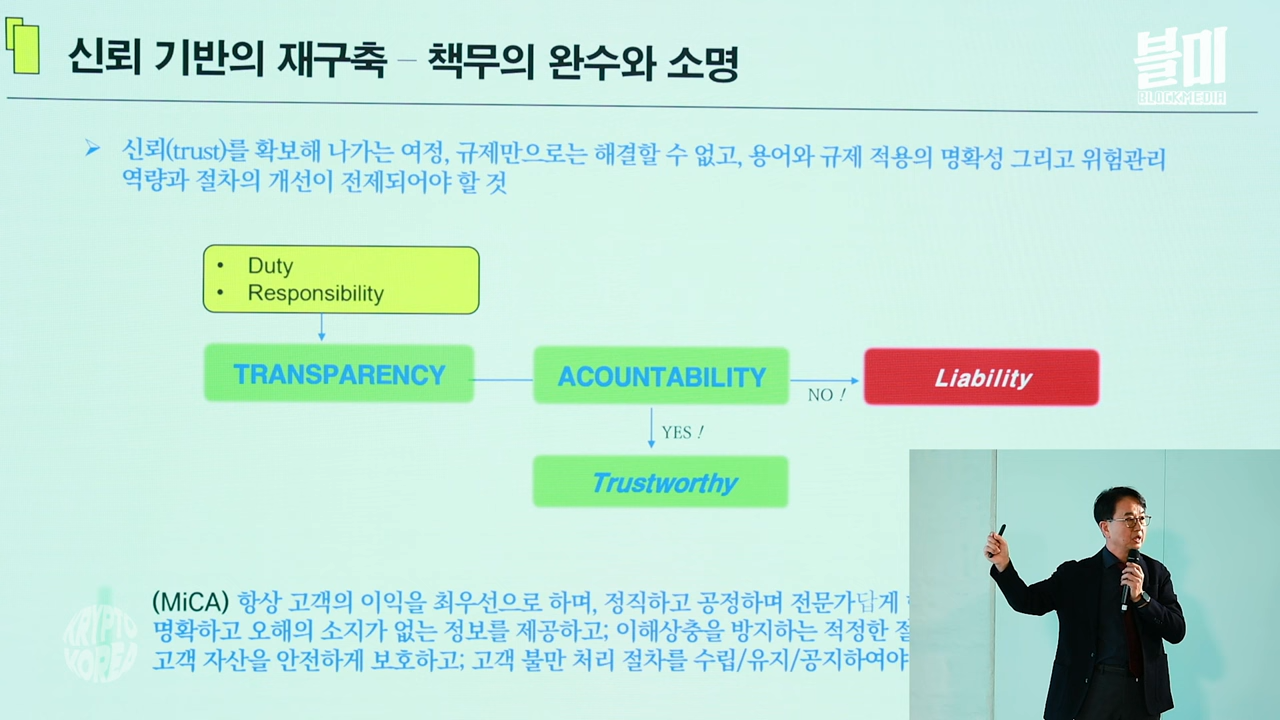 신뢰 기반의 재구축 – 책무의 완수와 소명
블미
BLOCKMEDIA
➢ 신뢰(trust)를 확보해 나가는 여정, 규제만으로는 해결할 수 없고, 용어와 규제 적용의 명확성 그리고 위험관리
역량과 절차의 개선이 전제되어야 할 것
• Duty
• Responsibility
TRANSPARENCY
ACOUNTABILITY
NO !
Liability
YES !
Trustworthy
(MiCA) 항상 고객의 이익을 최우선으로 하며, 정직하고 공정하며 전문가답게
명확하고 오해의 소지가 없는 정보를 제공하고; 이해상충을 방지하는 적정한
고객 자산을 안전하게 보호하고; 고객 불만 처리 절차를 수립/유지/공지하여야
KRYPTO
KOREA